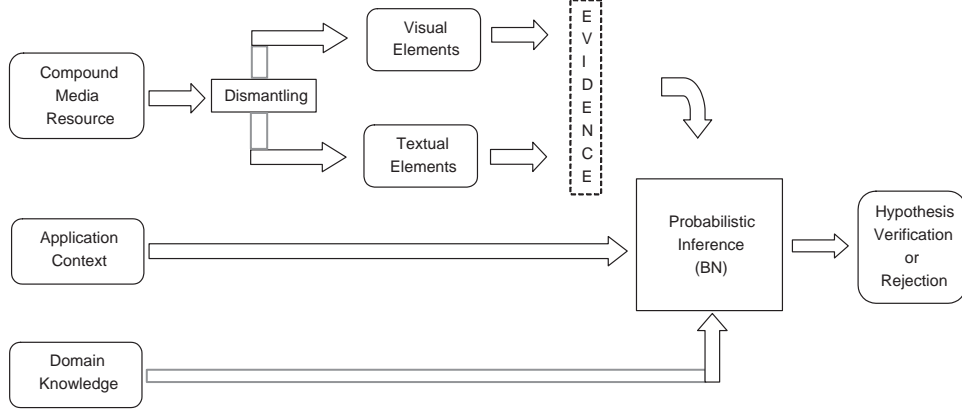 Compound
Media
Resource
Dismantling
Visual
Elements
Textual
Elements
E
V
I
D
E
N
C
E
Application
Context
Domain
Knowledge
Probabilistic
Inference
(BN)
Hypothesis
Verification
or
Rejection